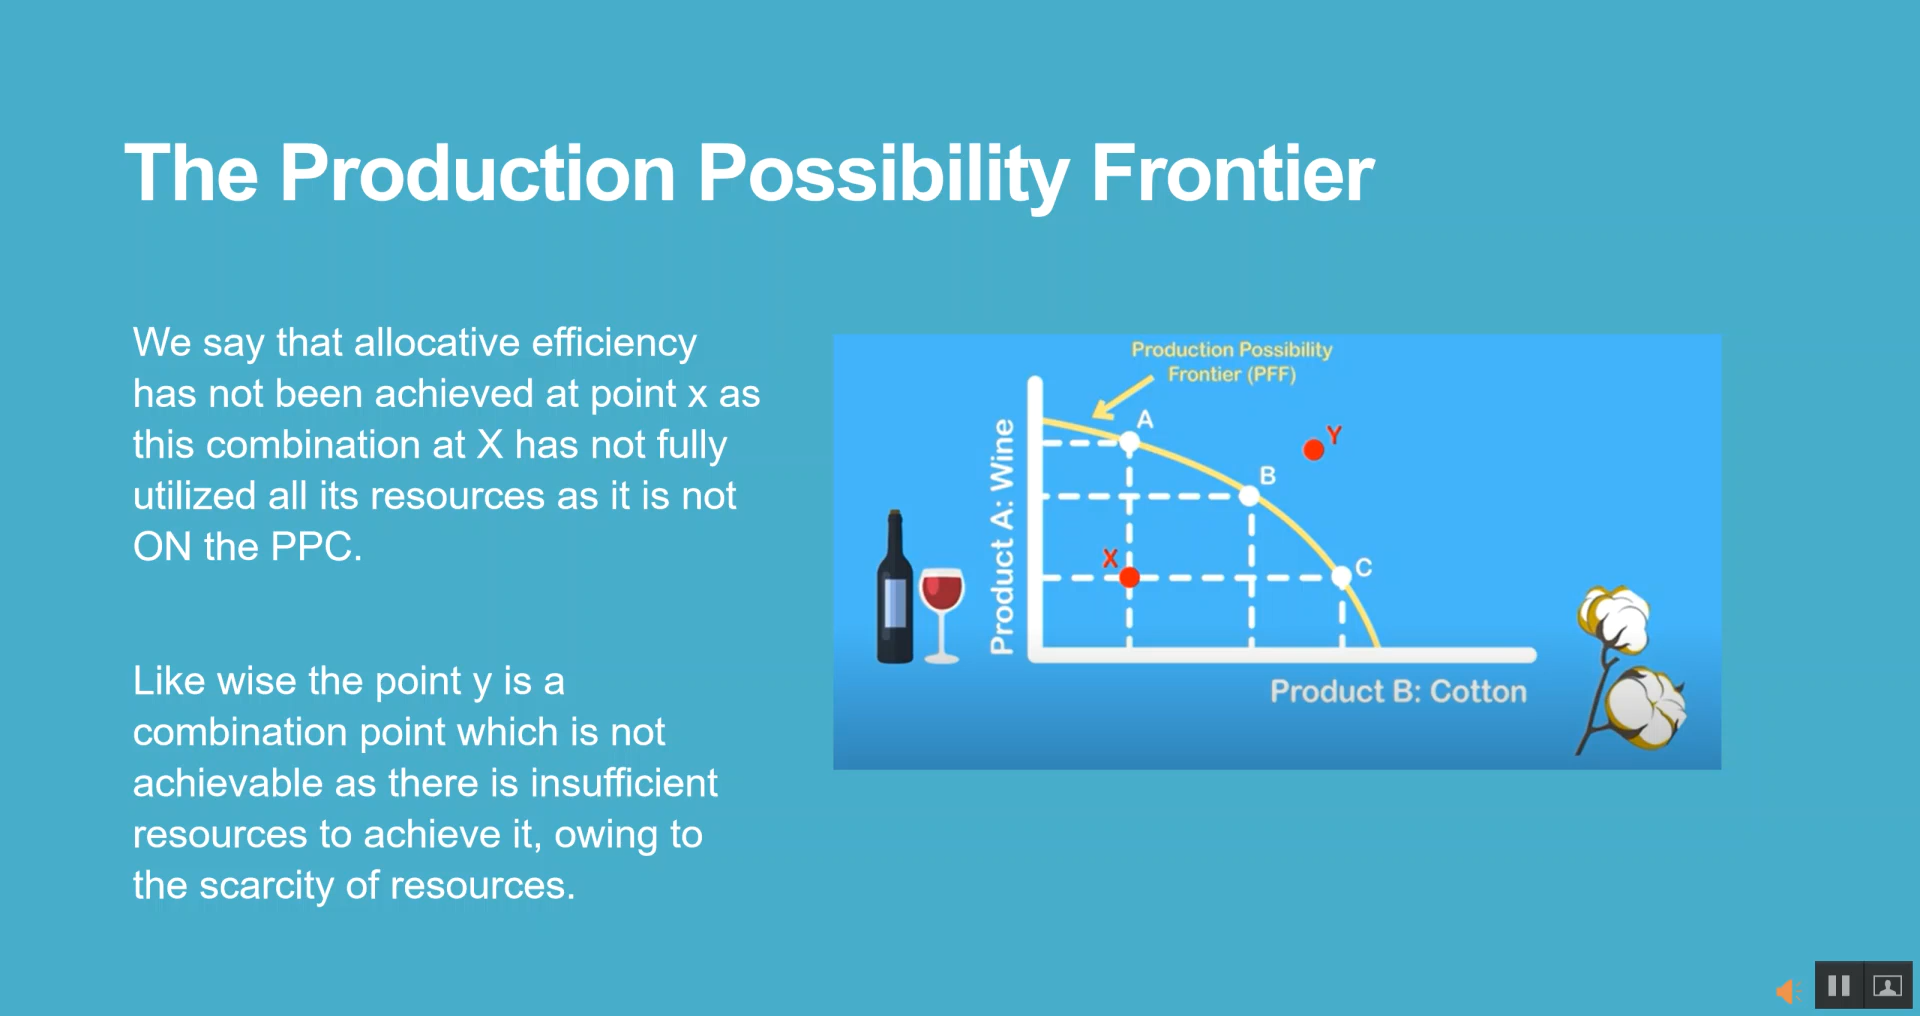 The Production Possibility Frontier
We say that allocative efficiency
has not been achieved at point x as
this combination at X has not fully
utilized all its resources as it is not
ON the PPC.
Like wise the point y is a
combination point which is not
achievable as there is insufficient
resources to achieve it, owing to
the scarcity of resources.
Production Possibility
Frontier (PFF)
A
Y
B
X
C
Product A: Wine
Product B: Cotton